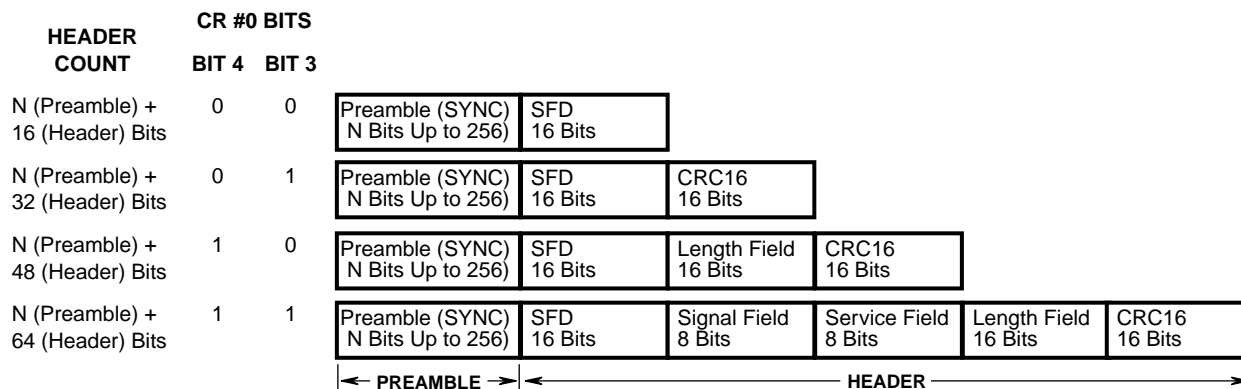 CR #0 BITS
HEADER
COUNT BIT 4 BIT 3
N (Preamble) + 0 0
16 (Header) Bits
Preamble (SYNC) SFD
N Bits Up to 256) 16 Bits
N (Preamble) + 0 1
32 (Header) Bits
Preamble (SYNC) SFD CRC16
N Bits Up to 256) 16 Bits 16 Bits
N (Preamble) + 1 0
48 (Header) Bits
Preamble (SYNC) SFD Length Field CRC16
N Bits Up to 256) 16 Bits 16 Bits 16 Bits
N (Preamble) + 1 1
64 (Header) Bits
Preamble (SYNC) SFD Signal Field Service Field Length Field CRC16
N Bits Up to 256) 16 Bits 8 Bits 8 Bits 16 Bits 16 Bits
PREAMBLE HEADER